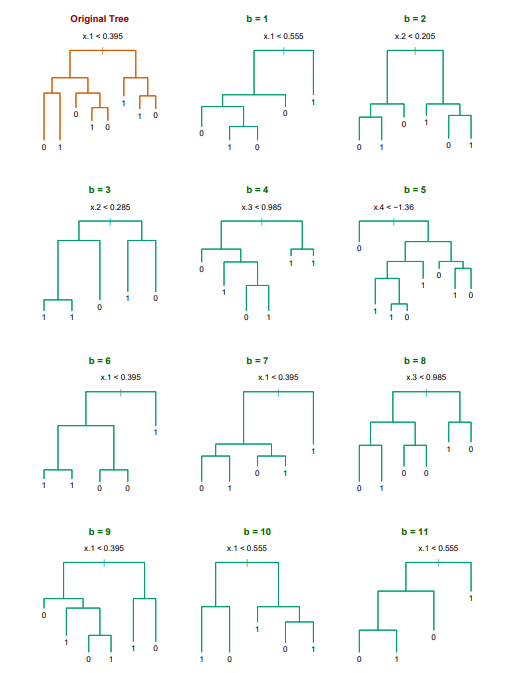 Original Tree b = 1 b = 2
x.1 < 0.395 x.1 < 0.555 x.2 < 0.205
1
1
0 0 0 1
1 0 1 0
0
0 1 1 0 0 1 0 1
b = 3 b = 4 b = 5
x.2 < 0.285 x.3 < 0.985 x.4 < −1.36
0
1 1
0
0
1
1 0 1 0
0
1 1 0 1 1 1 0
b = 6 b = 7 b = 8
x.1 < 0.395 x.1 < 0.395 x.3 < 0.985
1
1 1 0
0 1 0 0
1 1 0 0 0 1 0 1
b = 9 b = 10 b = 11
x.1 < 0.395 x.1 < 0.555 x.1 < 0.555
1
0
1
0
1 1 0 0 1
0 1 1 0 0 1